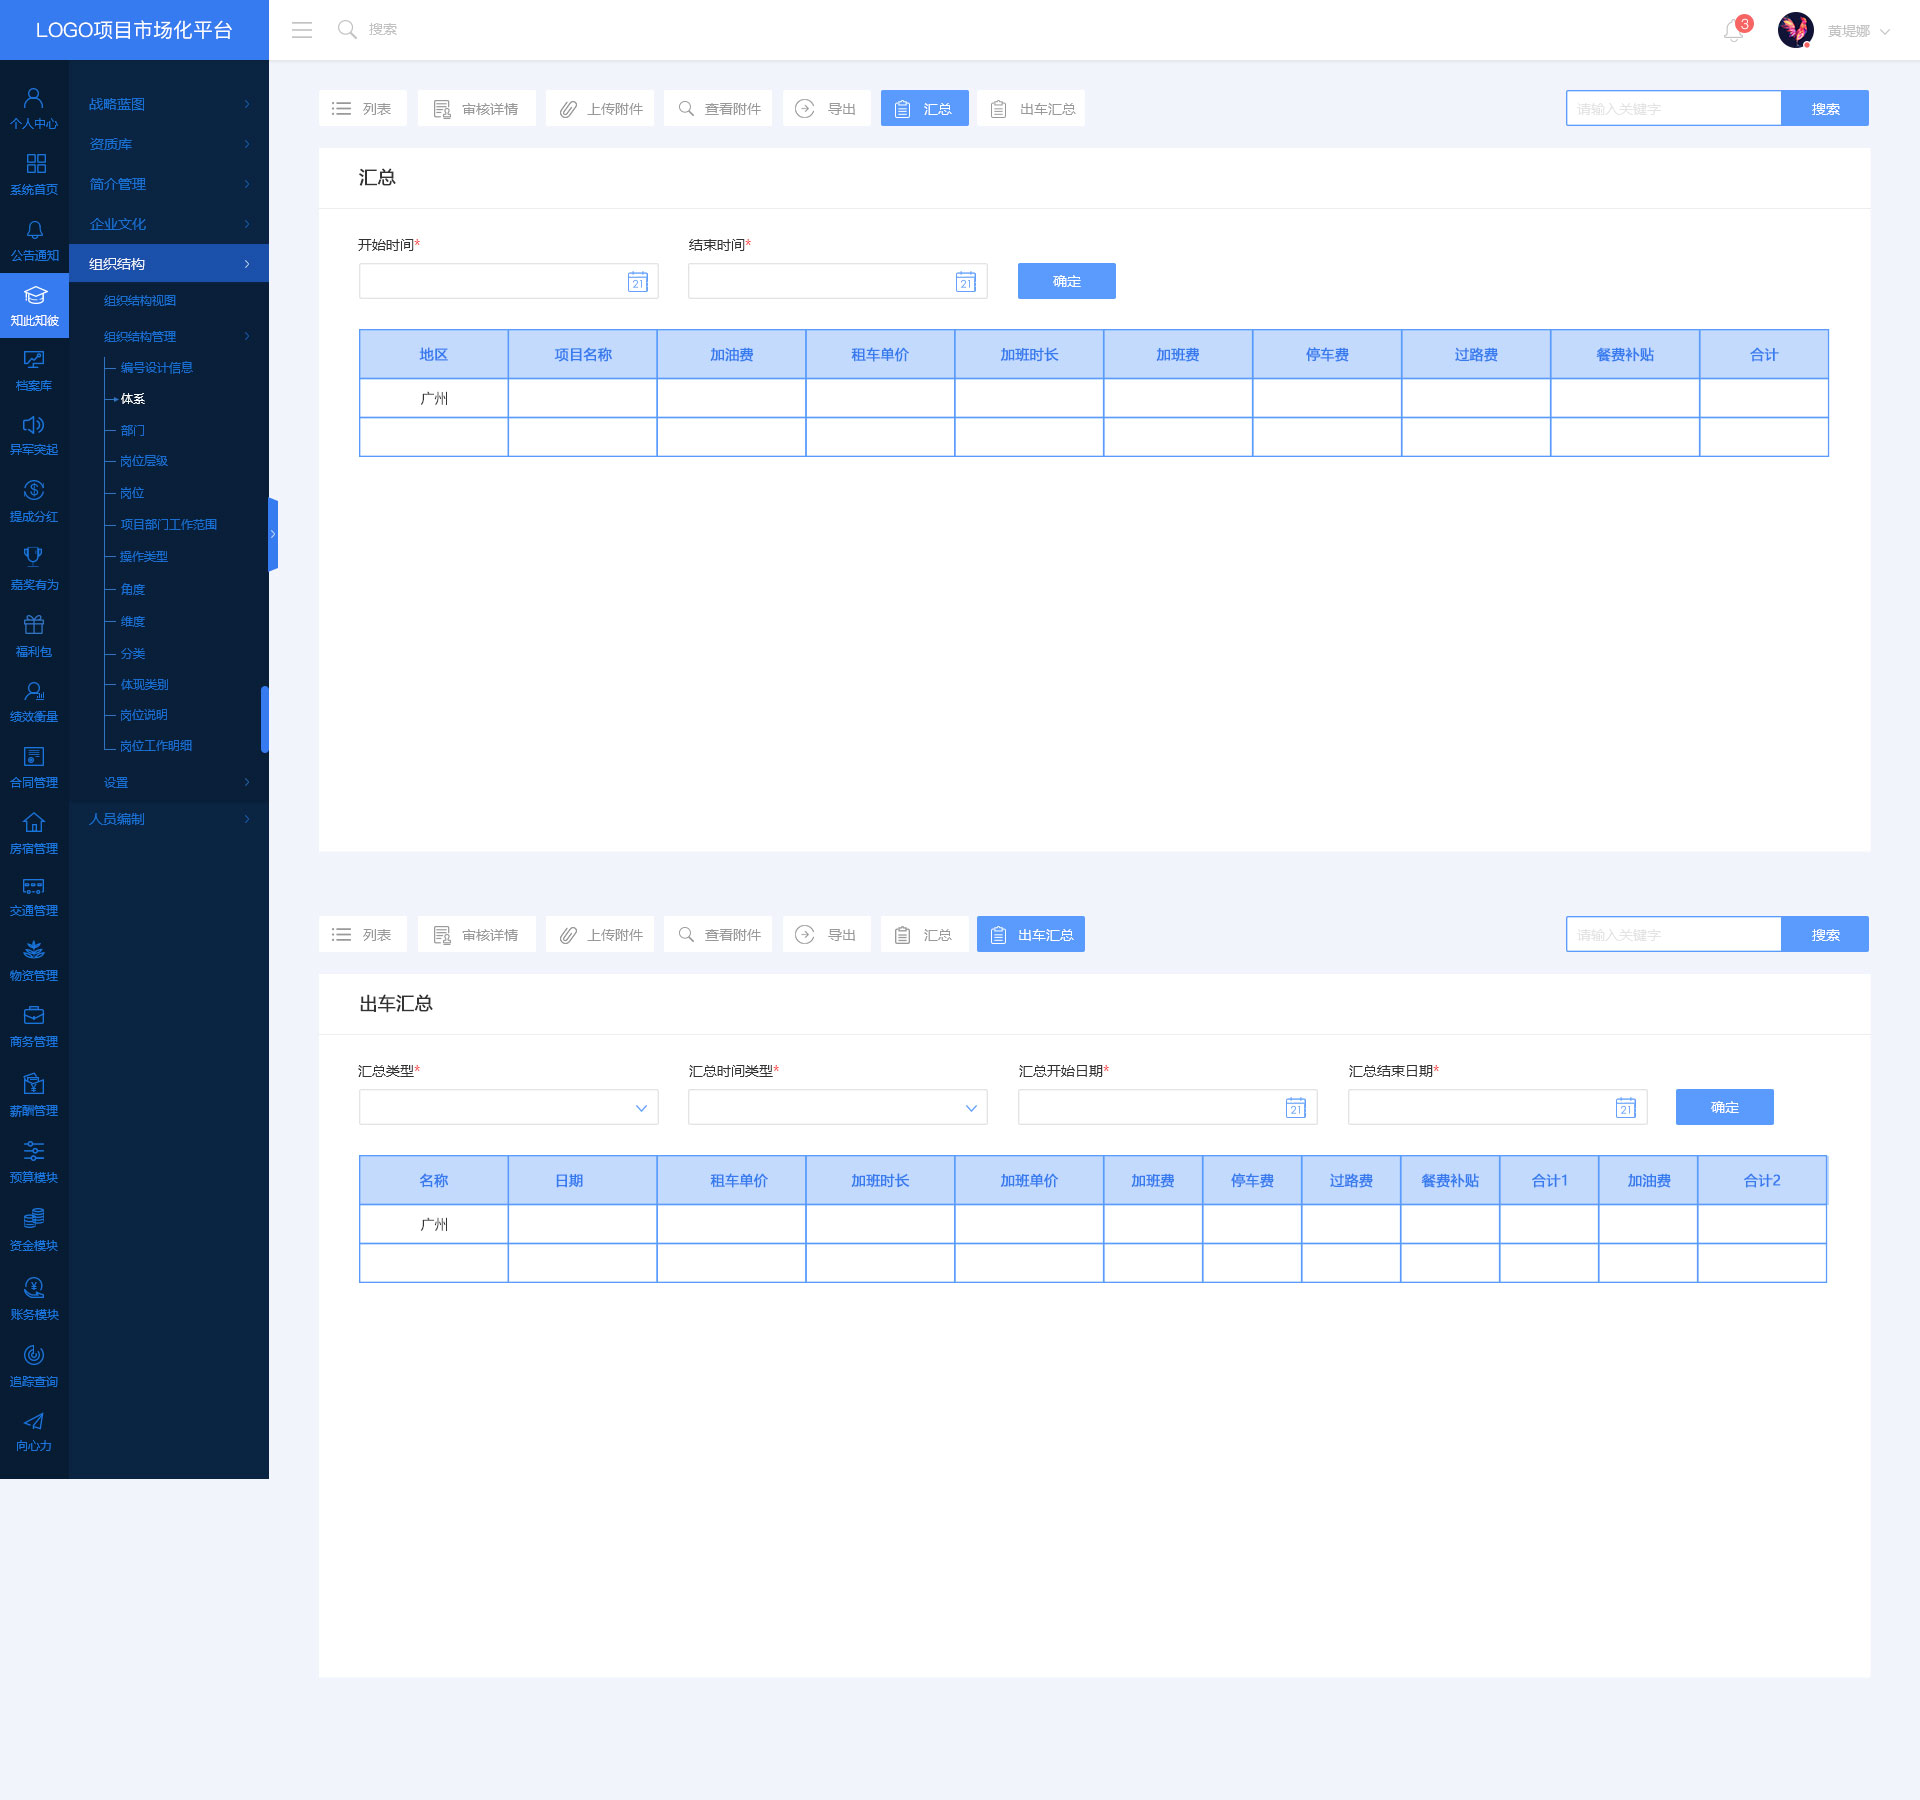 LOGO项目市场化平台
搜索
3
黄堤娜
个人中心
系统首页
公告通知
知此知彼
档案库
异军突起
提成分红
嘉奖有为
福利包
绩效衡量
合同管理
房宿管理
交通管理
物资管理
商务管理
薪酬管理
预算模块
资金模块
账务模块
追踪查询
向心力
战略蓝图
资质库
简介管理
企业文化
组织结构
组织结构视图
组织结构管理
编号设计信息
体系
部门
岗位层级
岗位
项目部门工作范围
操作类型
角度
维度
分类
体现类别
岗位说明
岗位工作明细
设置
人员编制
列表 审核详情 上传附件 查看附件 导出 汇总 出车汇总 请输入关键字 搜索
汇总
开始时间* 结束时间*
21 21 确定
地区 项目名称 加油费 租车单价 加班时长 加班费 停车费 过路费 餐费补贴 合计
广州
列表 审核详情 上传附件 查看附件 导出 汇总 出车汇总 请输入关键字 搜索
出车汇总
汇总类型* 汇总时间类型* 汇总开始日期* 汇总结束日期*
21 21 确定
名称 日期 租车单价 加班时长 加班单价 加班费 停车费 过路费 餐费补贴 合计1 加油费 合计2
广州